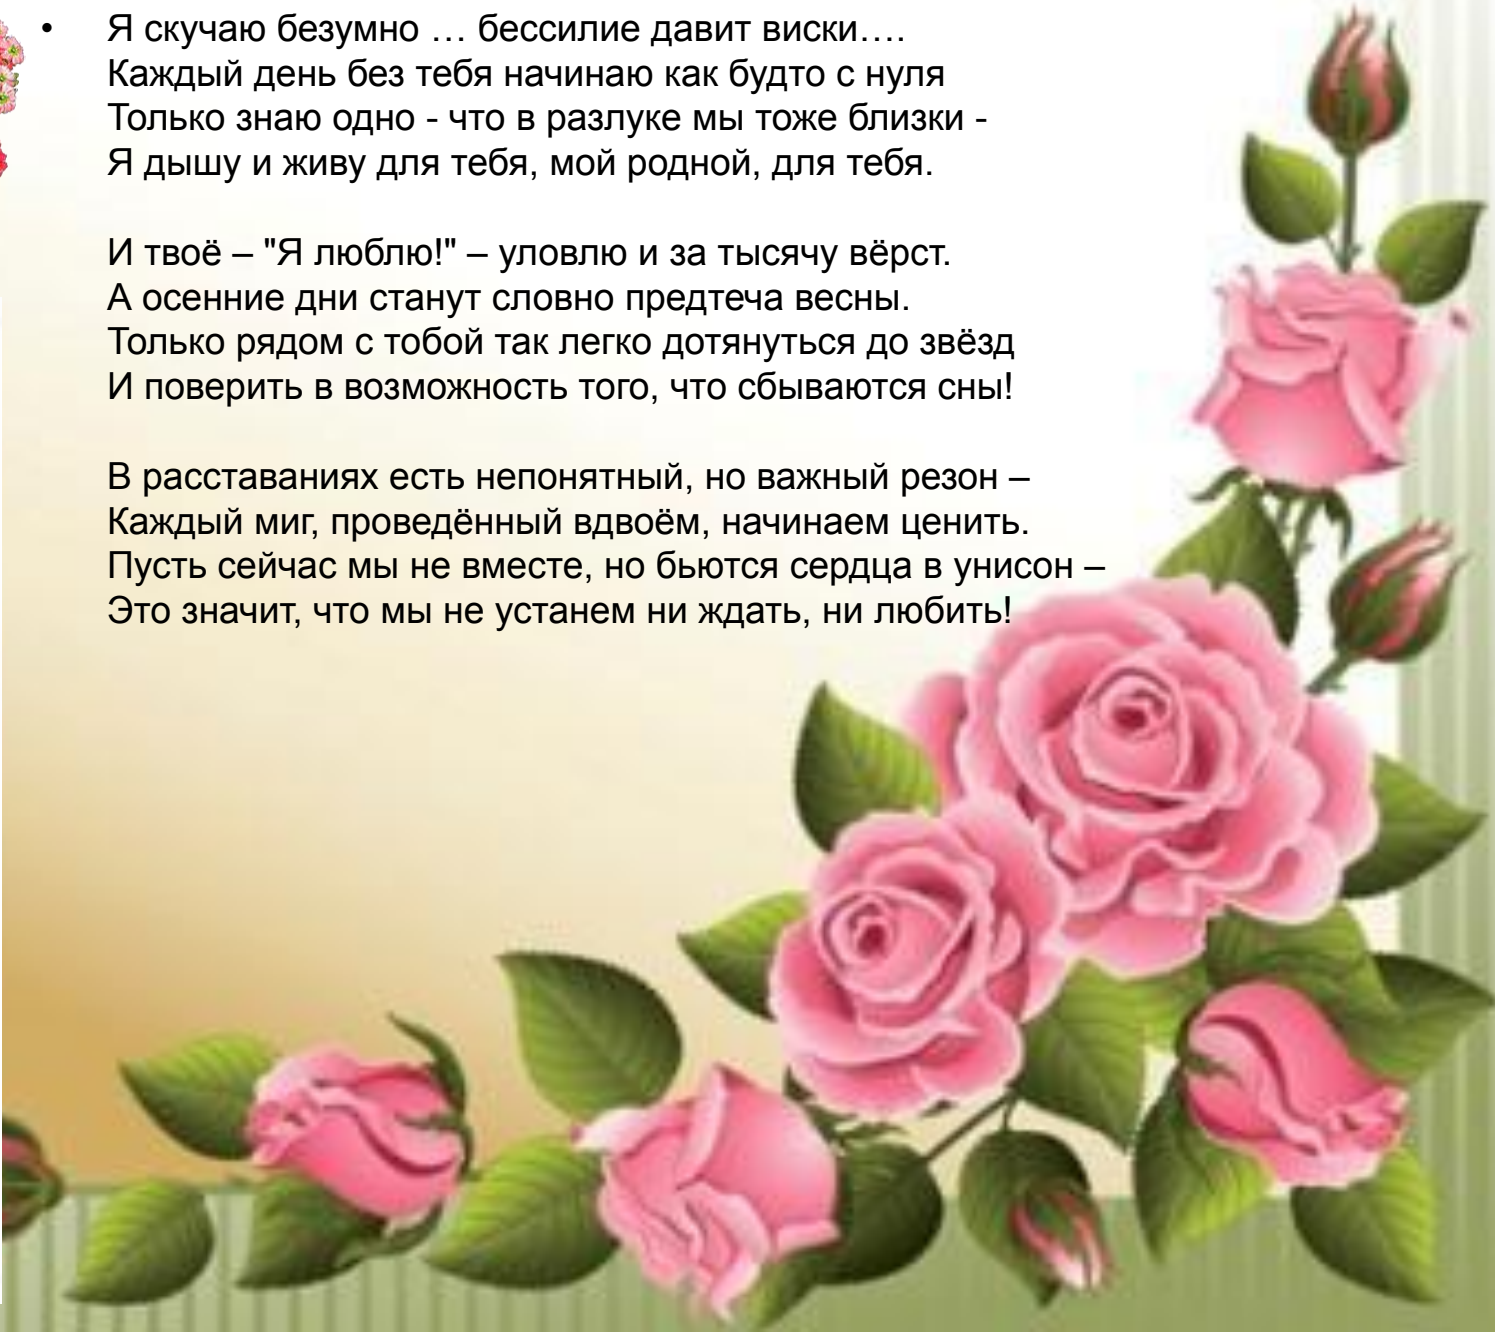 • Я скучаю безумно … бессилие давит виски….
Каждый день без тебя начинаю как будто с нуля
Только знаю одно - что в разлуке мы тоже близки -
Я дышу и живу для тебя, мой родной, для тебя.

И твоё – "Я люблю!" – уловлю и за тысячу вёрст.
А осенние дни станут словно предтеча весны.
Только рядом с тобой так легко дотянуться до звёзд
И поверить в возможность того, что сбываются сны!

В расставаниях есть непонятный, но важный резон –
Каждый миг, проведённый вдвоём, начинаем ценить.
Пусть сейчас мы не вместе, но бьются сердца в унисон –
Это значит, что мы не устанем ни ждать, ни любить!